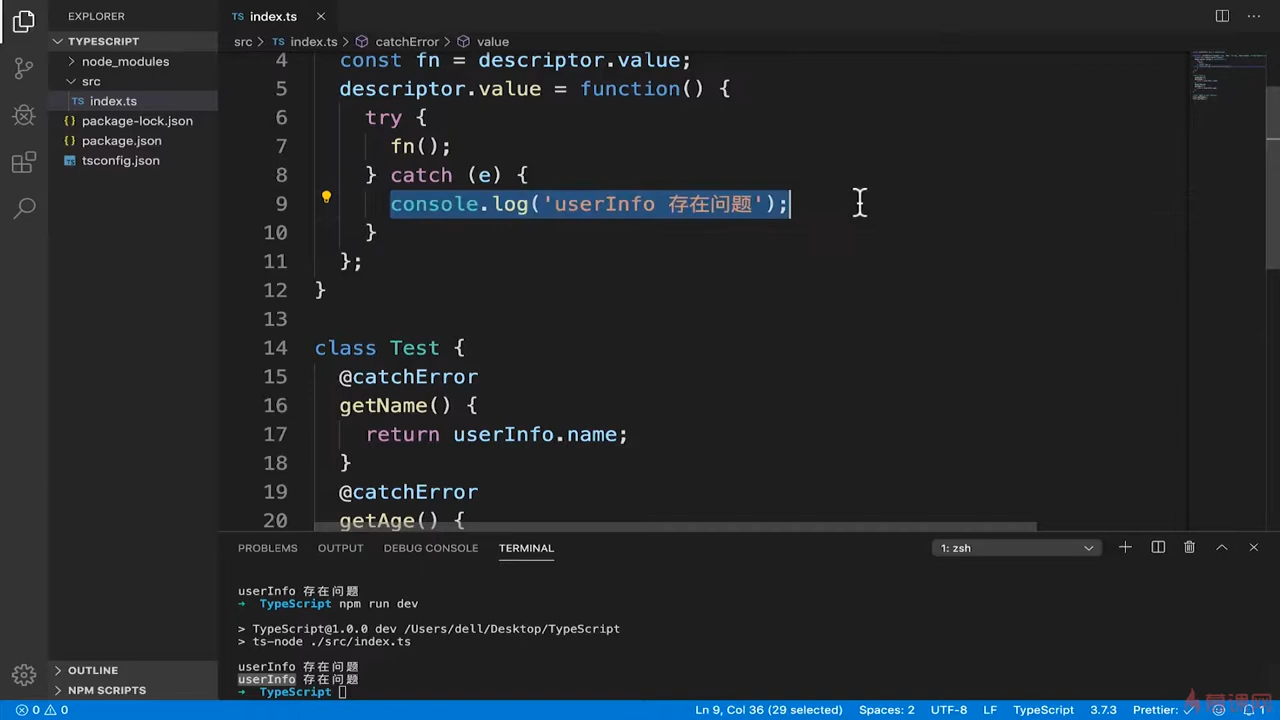 EXPLORER
TS index.ts ×
TYPESCRIPT
src > TS index.ts > catchError > value
node_modules
src
TS index.ts
{} package-lock.json
{} package.json
tsconfig.json
4 const fn = descriptor.value;
5 descriptor.value = function() {
6 try {
7 fn();
8 } catch (e) {
9 console.log('userInfo 存在问题');
10 }
11 };
12 }
13
14 class Test {
15 @catchError
16 getName() {
17 return userInfo.name;
18 }
19 @catchError
20 getAge() {
PROBLEMS OUTPUT DEBUG CONSOLE TERMINAL 1: zsh
userInfo 存在问题
→ TypeScript npm run dev
> TypeScript@1.0.0 dev /Users/dell/Desktop/TypeScript
> ts-node ./src/index.ts
userInfo 存在问题
userInfo 存在问题
→ TypeScript
OUTLINE
NPM SCRIPTS
0 0 Ln 9, Col 36 (29 selected) Spaces: 2 UTF-8 LF TypeScript 3.7.3 Prettier: ✓ 1
慕课网